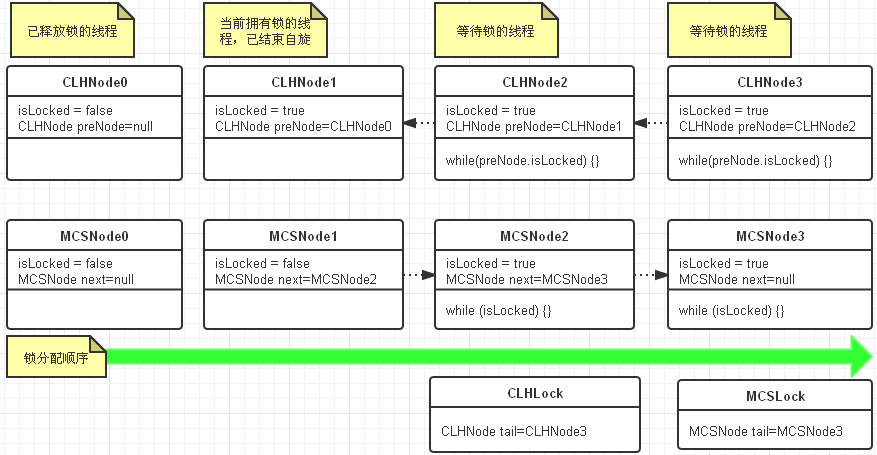 已释放锁的线程
当前拥有锁的线
程，已结束自旋
等待锁的线程
等待锁的线程
CLHNode0
isLocked = false
CLHNode preNode=null
CLHNode1
isLocked = true
CLHNode preNode=CLHNode0
CLHNode2
isLocked = true
CLHNode preNode=CLHNode1
while(preNode.isLocked) {}
CLHNode3
isLocked = true
CLHNode preNode=CLHNode2
while(preNode.isLocked) {}
MCSNode0
isLocked = false
MCSNode next=null
MCSNode1
isLocked = false
MCSNode next=MCSNode2
MCSNode2
isLocked = true
MCSNode next=MCSNode3
while (isLocked) {}
MCSNode3
isLocked = true
MCSNode next=null
while (isLocked) {}
锁分配顺序
CLHLock
CLHNode tail=CLHNode3
MCSLock
MCSNode tail=MCSNode3